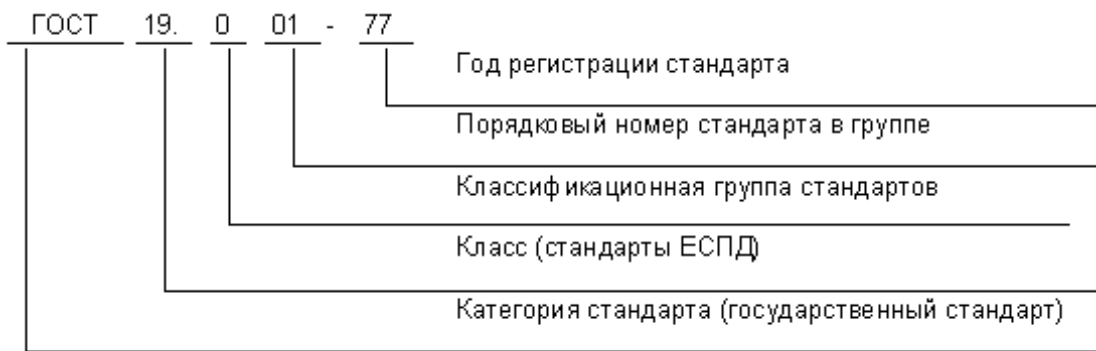 ГОСТ 19. 0 01 - 77
Год регистрации стандарта
Порядковый номер стандарта в группе
Классификационная группа стандартов
Класс (стандарты ЕСПД)
Категория стандарта (государственный стандарт)